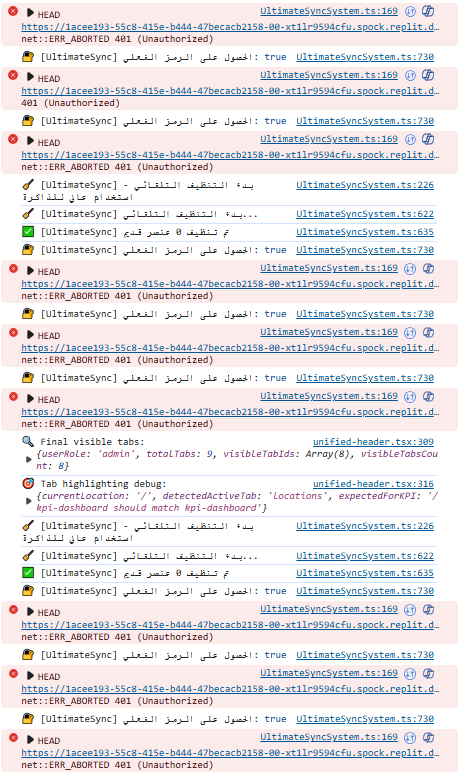 HEAD UltimateSyncSystem.ts:169
https://1acee193-55c8-415e-b444-47becacb2158-00-xt1lr9594cfu.spock.replit.d…
net::ERR_ABORTED 401 (Unauthorized)
[UltimateSync] الحصول على الرمز الفعلي: true UltimateSyncSystem.ts:730
HEAD UltimateSyncSystem.ts:169
https://1acee193-55c8-415e-b444-47becacb2158-00-xt1lr9594cfu.spock.replit.d…
401 (Unauthorized)
[UltimateSync] الحصول على الرمز الفعلي: true UltimateSyncSystem.ts:730
HEAD UltimateSyncSystem.ts:169
https://1acee193-55c8-415e-b444-47becacb2158-00-xt1lr9594cfu.spock.replit.d…
net::ERR_ABORTED 401 (Unauthorized)
[UltimateSync] بدء التنظيف التلقائي - UltimateSyncSystem.ts:226
استخدام عالي للذاكرة
[UltimateSync] بدء التنظيف التلقائي... UltimateSyncSystem.ts:622
[UltimateSync] تم تنظيف 0 عنصر قديم UltimateSyncSystem.ts:635
[UltimateSync] الحصول على الرمز الفعلي: true UltimateSyncSystem.ts:730
HEAD UltimateSyncSystem.ts:169
https://1acee193-55c8-415e-b444-47becacb2158-00-xt1lr9594cfu.spock.replit.d…
net::ERR_ABORTED 401 (Unauthorized)
[UltimateSync] الحصول على الرمز الفعلي: true UltimateSyncSystem.ts:730
HEAD UltimateSyncSystem.ts:169
https://1acee193-55c8-415e-b444-47becacb2158-00-xt1lr9594cfu.spock.replit.d…
net::ERR_ABORTED 401 (Unauthorized)
[UltimateSync] الحصول على الرمز الفعلي: true UltimateSyncSystem.ts:730
HEAD UltimateSyncSystem.ts:169
https://1acee193-55c8-415e-b444-47becacb2158-00-xt1lr9594cfu.spock.replit.d…
net::ERR_ABORTED 401 (Unauthorized)
Final visible tabs: unified-header.tsx:309
{userRole: 'admin', totalTabs: 9, visibleTabIds: Array(8), visibleTabsCou
nt: 8}
Tab highlighting debug: unified-header.tsx:316
{currentLocation: '/', detectedActiveTab: 'locations', expectedForKPI: '/
kpi-dashboard should match kpi-dashboard'}
[UltimateSync] بدء التنظيف التلقائي - UltimateSyncSystem.ts:226
استخدام عالي للذاكرة
[UltimateSync] بدء التنظيف التلقائي... UltimateSyncSystem.ts:622
[UltimateSync] تم تنظيف 0 عنصر قديم UltimateSyncSystem.ts:635
[UltimateSync] الحصول على الرمز الفعلي: true UltimateSyncSystem.ts:730
HEAD UltimateSyncSystem.ts:169
https://1acee193-55c8-415e-b444-47becacb2158-00-xt1lr9594cfu.spock.replit.d…
net::ERR_ABORTED 401 (Unauthorized)
[UltimateSync] الحصول على الرمز الفعلي: true UltimateSyncSystem.ts:730
HEAD UltimateSyncSystem.ts:169
https://1acee193-55c8-415e-b444-47becacb2158-00-xt1lr9594cfu.spock.replit.d…
net::ERR_ABORTED 401 (Unauthorized)
[UltimateSync] الحصول على الرمز الفعلي: true UltimateSyncSystem.ts:730
HEAD UltimateSyncSystem.ts:169
https://1acee193-55c8-415e-b444-47becacb2158-00-xt1lr9594cfu.spock.replit.d…
net::ERR_ABORTED 401 (Unauthorized)